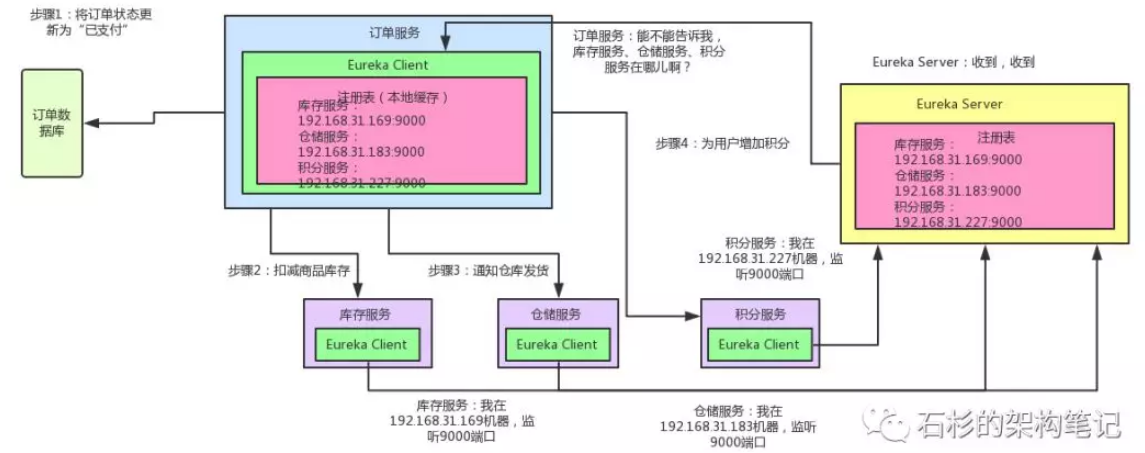 步骤1：将订单状态更
新为“已支付”
订单数
据库
订单服务
Eureka Client
注册表（本地缓存）
库存服务：
192.168.31.169:9000
仓储服务：
192.168.31.183:9000
积分服务：
192.168.31.227:9000
订单服务：能不能告诉我，
库存服务、仓储服务、积分
服务在哪儿啊？
Eureka Server：收到，收到
Eureka Server
注册表
库存服务：
192.168.31.169:9000
仓储服务：
192.168.31.183:9000
积分服务：
192.168.31.227:9000
步骤4：为用户增加积分
步骤2：扣减商品库存
步骤3：通知仓库发货
积分服务：我在
192.168.31.227机器，监
听9000端口
库存服务
Eureka Client
仓储服务
Eureka Client
积分服务
Eureka Client
库存服务：我在
192.168.31.169机器，监
听9000端口
仓储服务：我在
192.168.31.183机器，监听
9000端口
石杉的架构笔记